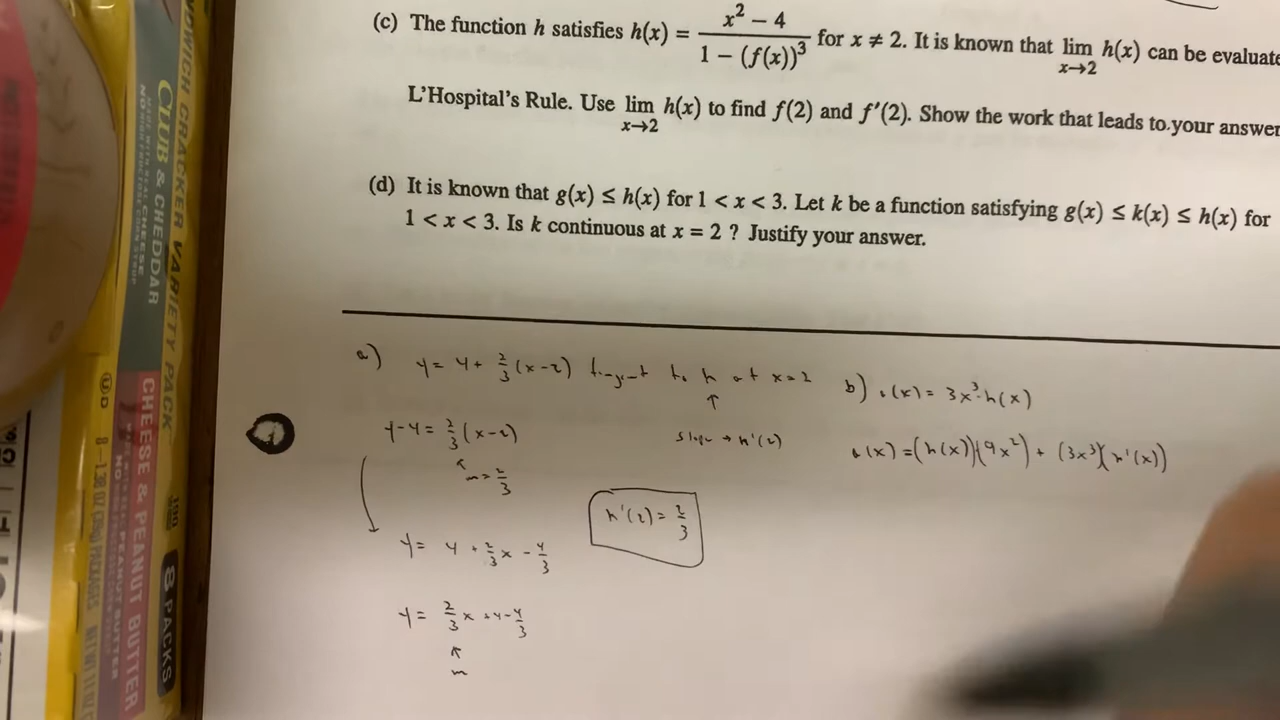 (c) The function h satisfies h(x) = x² − 4 / 1 − (f(x))³ for x ≠ 2. It is known that lim x→2 h(x) can be evaluate
L'Hospital's Rule. Use lim x→2 h(x) to find f(2) and f′(2). Show the work that leads to your answer
(d) It is known that g(x) ≤ h(x) for 1 < x < 3. Let k be a function satisfying g(x) ≤ k(x) ≤ h(x) for
1 < x < 3. Is k continuous at x = 2 ? Justify your answer.
a) y = 4 + 2/3 (x-2) tangent to h at x=2
↑
y-4 = 2/3 (x-2)
slope → h'(2)
↑
m = 2/3
h'(2) = 2/3
y = 4 + 2/3 x - 4/3
y = 2/3 x + 4 - 4/3
↑
m
b) a(x) = 3x³·h(x)
a(x) = (h(x))(9x²) + (3x³)(h'(x))
CLUB & CHEDDAR
CHEESE & PEANUT BUTTER
CRACKER VARIETY PACK
8 PACKS